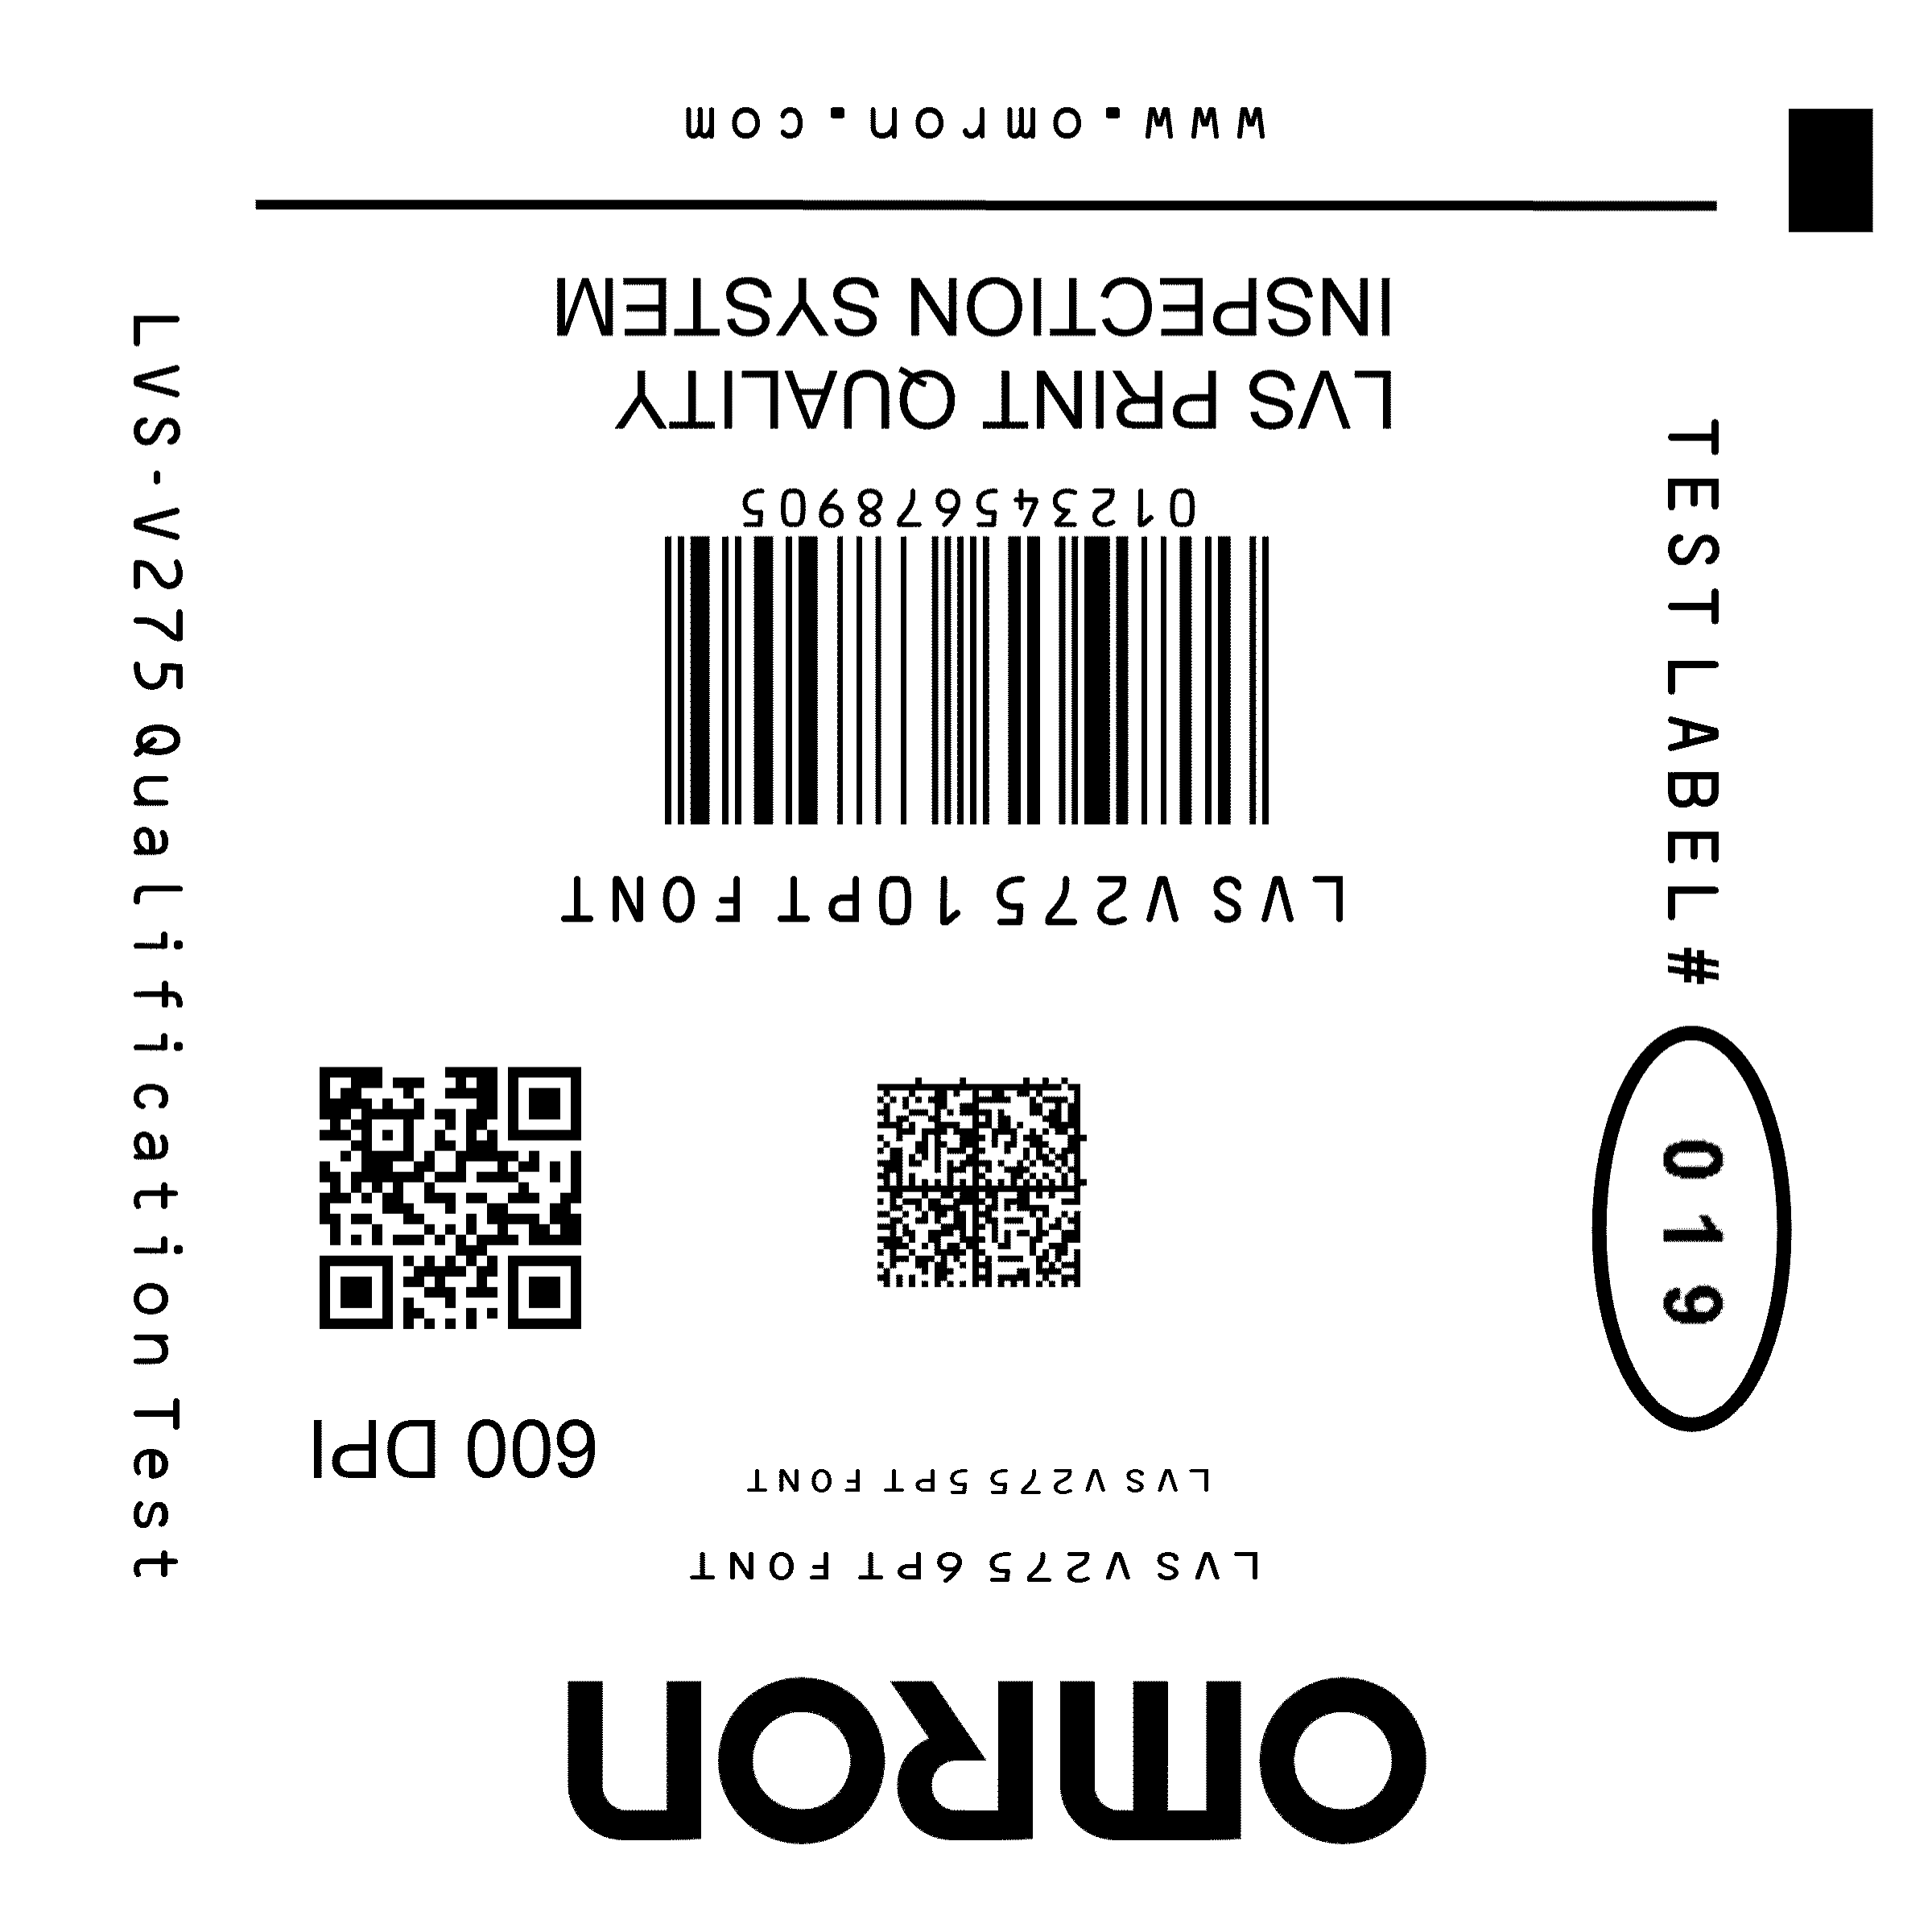 OMRON
LVS V275 6PT FONT
LVS V275 5PT FONT
600 DPI
LVS V275 10PT FONT
012345678905
LVS PRINT QUALITY
INSPECTION SYSTEM
www.omron.com
TEST LABEL #
019
LVS-V275 Qualification Test